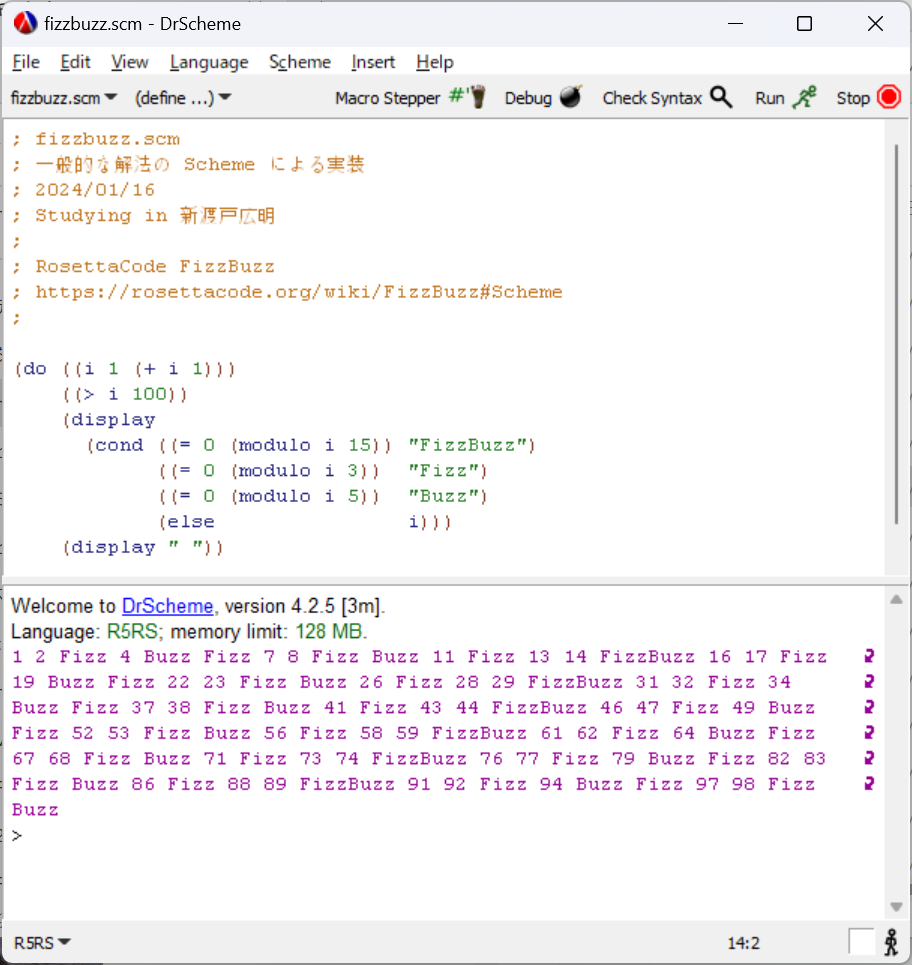 fizzbuzz.scm - DrScheme
File Edit View Language Scheme Insert Help
fizzbuzz.scm (define ...) Macro Stepper #' Debug Check Syntax Run Stop
; fizzbuzz.scm
; 一般的な解法の Scheme による実装
; 2024/01/16
; Studying in 新渡戸広明
;
; RosettaCode FizzBuzz
; https://rosettacode.org/wiki/FizzBuzz#Scheme
;
(do ((i 1 (+ i 1)))
    ((> i 100))
    (display
      (cond ((= 0 (modulo i 15)) "FizzBuzz")
            ((= 0 (modulo i 3))  "Fizz")
            ((= 0 (modulo i 5))  "Buzz")
            (else                i)))
    (display " "))
Welcome to DrScheme, version 4.2.5 [3m].
Language: R5RS; memory limit: 128 MB.
1 2 Fizz 4 Buzz Fizz 7 8 Fizz Buzz 11 Fizz 13 14 FizzBuzz 16 17 Fizz
19 Buzz Fizz 22 23 Fizz Buzz 26 Fizz 28 29 FizzBuzz 31 32 Fizz 34
Buzz Fizz 37 38 Fizz Buzz 41 Fizz 43 44 FizzBuzz 46 47 Fizz 49 Buzz
Fizz 52 53 Fizz Buzz 56 Fizz 58 59 FizzBuzz 61 62 Fizz 64 Buzz Fizz
67 68 Fizz Buzz 71 Fizz 73 74 FizzBuzz 76 77 Fizz 79 Buzz Fizz 82 83
Fizz Buzz 86 Fizz 88 89 FizzBuzz 91 92 Fizz 94 Buzz Fizz 97 98 Fizz
Buzz
>
R5RS 14:2